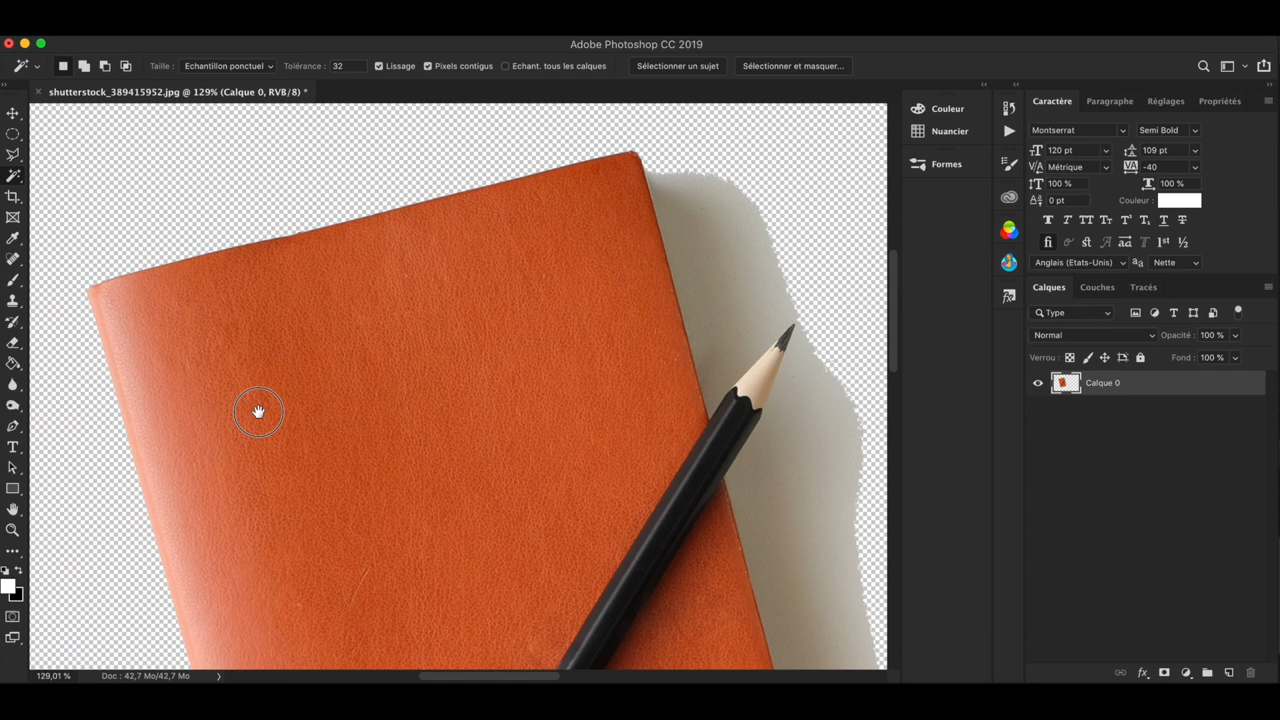 Adobe Photoshop CC 2019
Taille : Echantillon ponctuel Tolérance : 32 Lissage Pixels contigus Echant. tous les calques Sélectionner un sujet Sélectionner et masquer...
shutterstock_389415952.jpg @ 129% (Calque 0, RVB/8) *
Couleur
Nuancier
Formes
Caractère Paragraphe Réglages Propriétés
Montserrat Semi Bold
120 pt 109 pt
Métrique -40
100 % 100 %
0 pt Couleur :
Anglais (Etats-Unis) Nette
Calques Couches Tracés
Type
Normal Opacité : 100 %
Verrou : Fond : 100 %
Calque 0
129,01 % Doc : 42,7 Mo/42,7 Mo